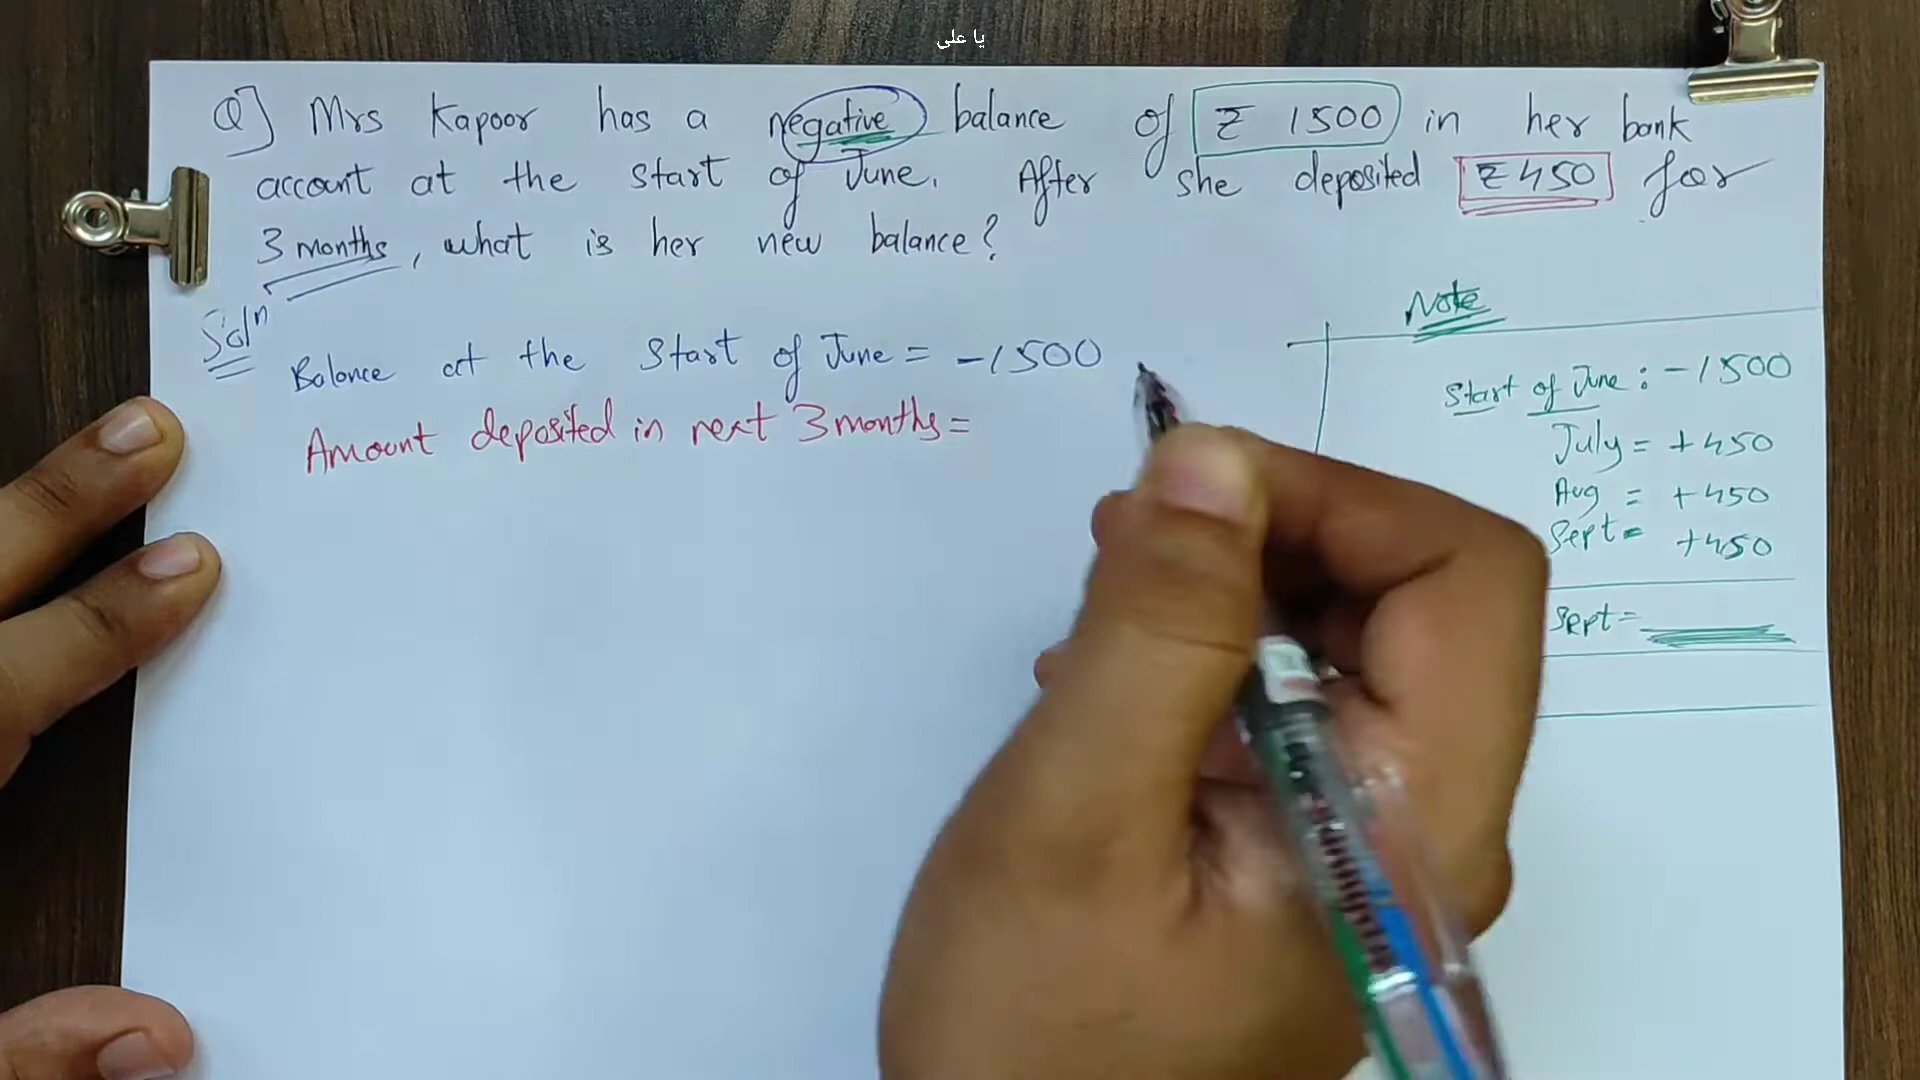 يا على
Q] Mrs Kapoor has a negative balance of ₹ 1500 in her bank
account at the start of June. After she deposited ₹450 for
3 months, what is her new balance?
Solⁿ
Balance at the start of June = -1500
Amount deposited in next 3 months =
Note
Start of June : -1500
July = +450
Aug = +450
Sept = +450
Sept =